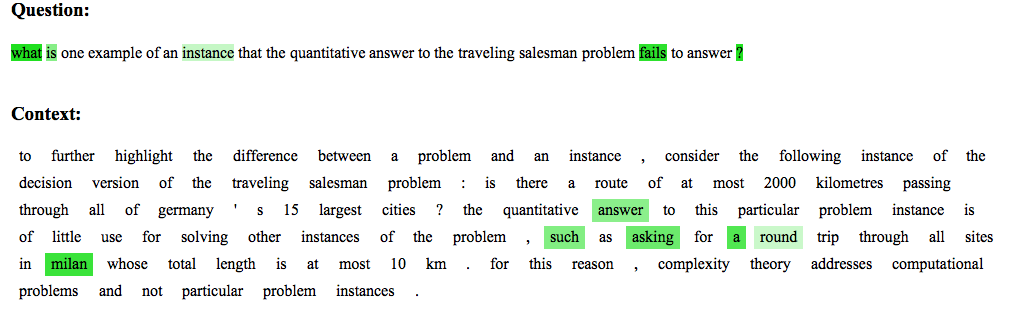 Question:
what is one example of an instance that the quantitative answer to the traveling salesman problem fails to answer ?
Context:
to further highlight the difference between a problem and an instance , consider the following instance of the
decision version of the traveling salesman problem : is there a route of at most 2000 kilometres passing
through all of germany ' s 15 largest cities ? the quantitative answer to this particular problem instance is
of little use for solving other instances of the problem , such as asking for a round trip through all sites
in milan whose total length is at most 10 km . for this reason , complexity theory addresses computational
problems and not particular problem instances .